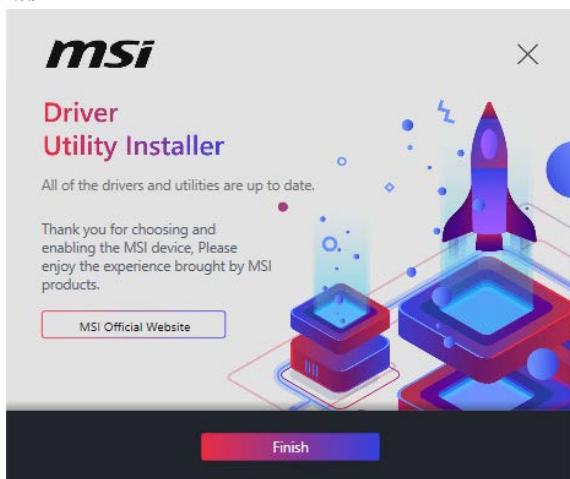 msi
Driver
Utility Installer
All of the drivers and utilities are up to date.
Thank you for choosing and
enabling the MSI device, Please
enjoy the experience brought by MSI
products.
MSI Official Website
Finish